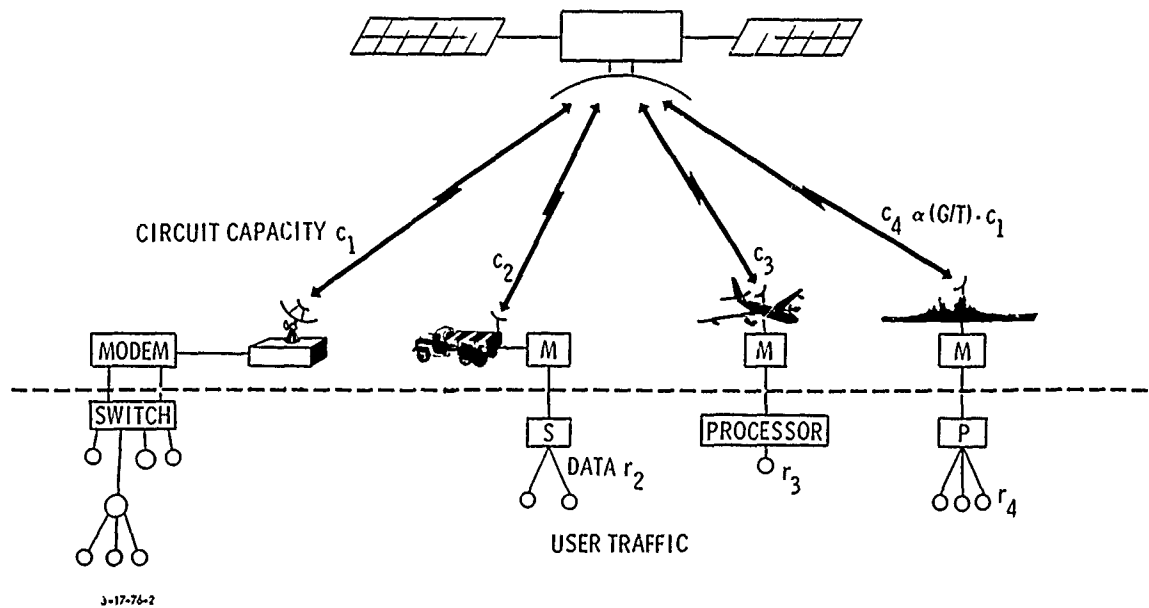 CIRCUIT CAPACITY c1
c2
c3
c4 α (G/T) · c1
MODEM
M
M
M
SWITCH
S
PROCESSOR
P
DATA r2
r3
r4
USER TRAFFIC
3-17-76-2